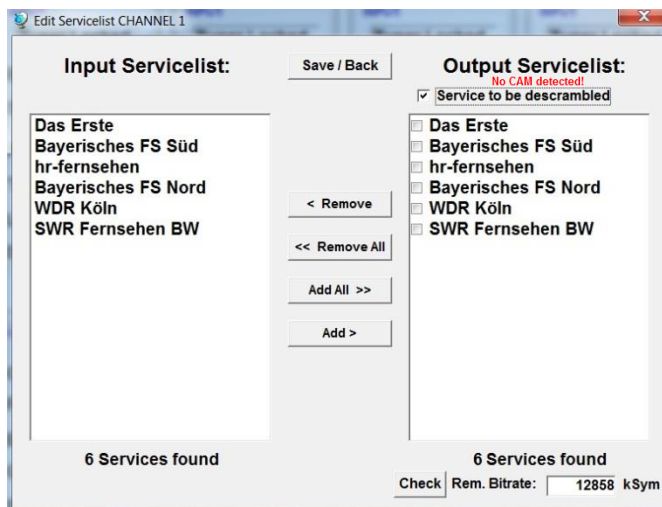 Edit Servicelist CHANNEL 1
Input Servicelist:
Save / Back
Output Servicelist:
No CAM detected!
Service to be descrambled
Das Erste
Bayerisches FS Süd
hr-fernsehen
Bayerisches FS Nord
WDR Köln
SWR Fernsehen BW
< Remove
<< Remove All
Add All >>
Add >
Das Erste
Bayerisches FS Süd
hr-fernsehen
Bayerisches FS Nord
WDR Köln
SWR Fernsehen BW
6 Services found
6 Services found
Check Rem. Bitrate: 12858 kSym